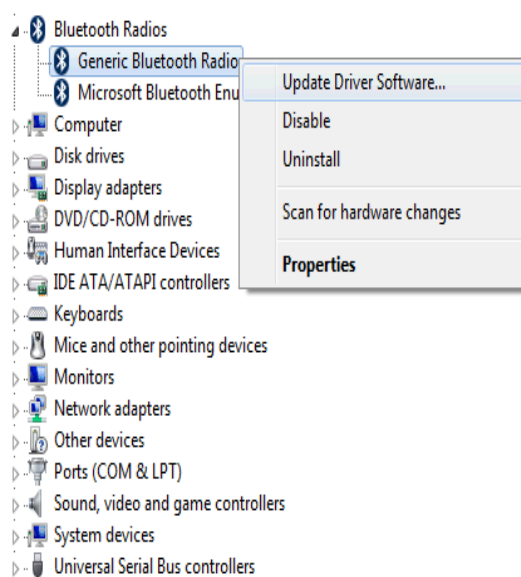 Bluetooth Radios
Generic Bluetooth Radio
Microsoft Bluetooth Enu
Update Driver Software...
Disable
Uninstall
Scan for hardware changes
Properties
Computer
Disk drives
Display adapters
DVD/CD-ROM drives
Human Interface Devices
IDE ATA/ATAPI controllers
Keyboards
Mice and other pointing devices
Monitors
Network adapters
Other devices
Ports (COM & LPT)
Sound, video and game controllers
System devices
Universal Serial Bus controllers